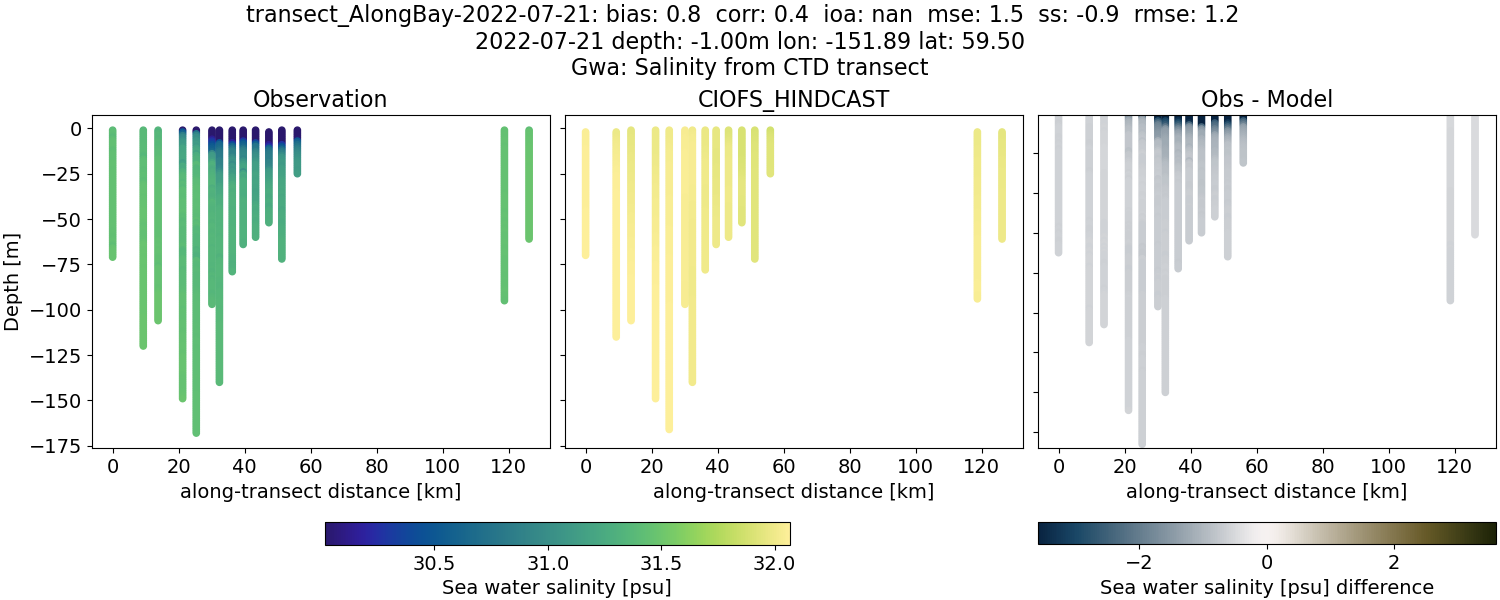 transect_AlongBay-2022-07-21: bias: 0.8  corr: 0.4  ioa: nan  mse: 1.5  ss: -0.9  rmse: 1.2
2022-07-21 depth: -1.00m lon: -151.89 lat: 59.50
Gwa: Salinity from CTD transect
Observation
CIOFS_HINDCAST
Obs - Model
Depth [m]
0
−25
−50
−75
−100
−125
−150
−175
0 20 40 60 80 100 120
0 20 40 60 80 100 120
0 20 40 60 80 100 120
along-transect distance [km]
along-transect distance [km]
along-transect distance [km]
30.5 31.0 31.5 32.0
Sea water salinity [psu]
−2 0 2
Sea water salinity [psu] difference